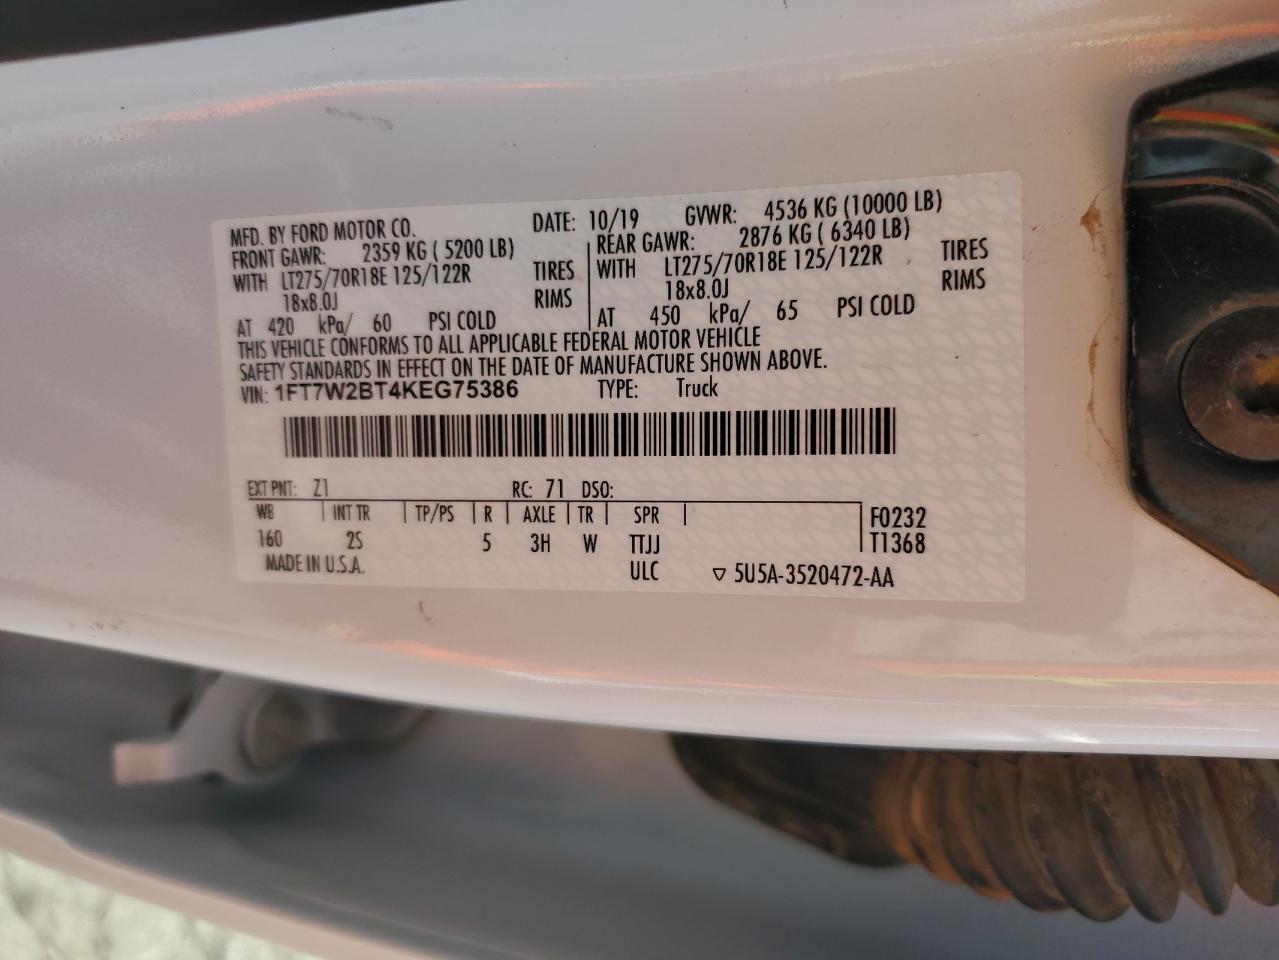 MFD. BY FORD MOTOR CO. DATE: 10/19 GVWR: 4536 KG (10000 LB)
FRONT GAWR: 2359 KG ( 5200 LB) REAR GAWR: 2876 KG ( 6340 LB)
WITH LT275/70R18E 125/122R TIRES WITH LT275/70R18E 125/122R TIRES
18x8.0J RIMS 18x8.0J RIMS
AT 420 kPa/ 60 PSI COLD AT 450 kPa/ 65 PSI COLD
THIS VEHICLE CONFORMS TO ALL APPLICABLE FEDERAL MOTOR VEHICLE
SAFETY STANDARDS IN EFFECT ON THE DATE OF MANUFACTURE SHOWN ABOVE.
VIN: 1FT7W2BT4KEG75386 TYPE: Truck
EXT PNT: Z1 RC: 71 DSO:
WB INT TR TP/PS R AXLE TR SPR F0232
160 2S 5 3H W TTJJ T1368
MADE IN U.S.A. ULC ▽ 5U5A-3520472-AA